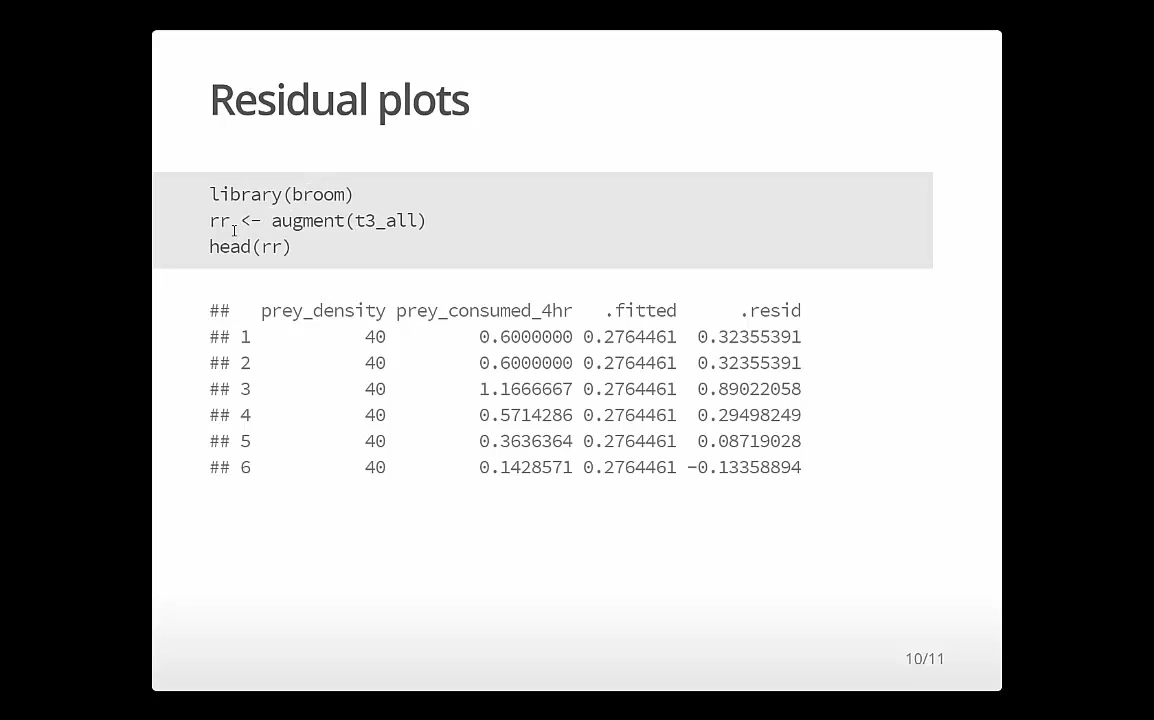 Residual plots
library(broom)
rr <- augment(t3_all)
head(rr)
##   prey_density prey_consumed_4hr   .fitted      .resid
## 1           40         0.6000000 0.2764461  0.32355391
## 2           40         0.6000000 0.2764461  0.32355391
## 3           40         1.1666667 0.2764461  0.89022058
## 4           40         0.5714286 0.2764461  0.29498249
## 5           40         0.3636364 0.2764461  0.08719028
## 6           40         0.1428571 0.2764461 -0.13358894
10/11